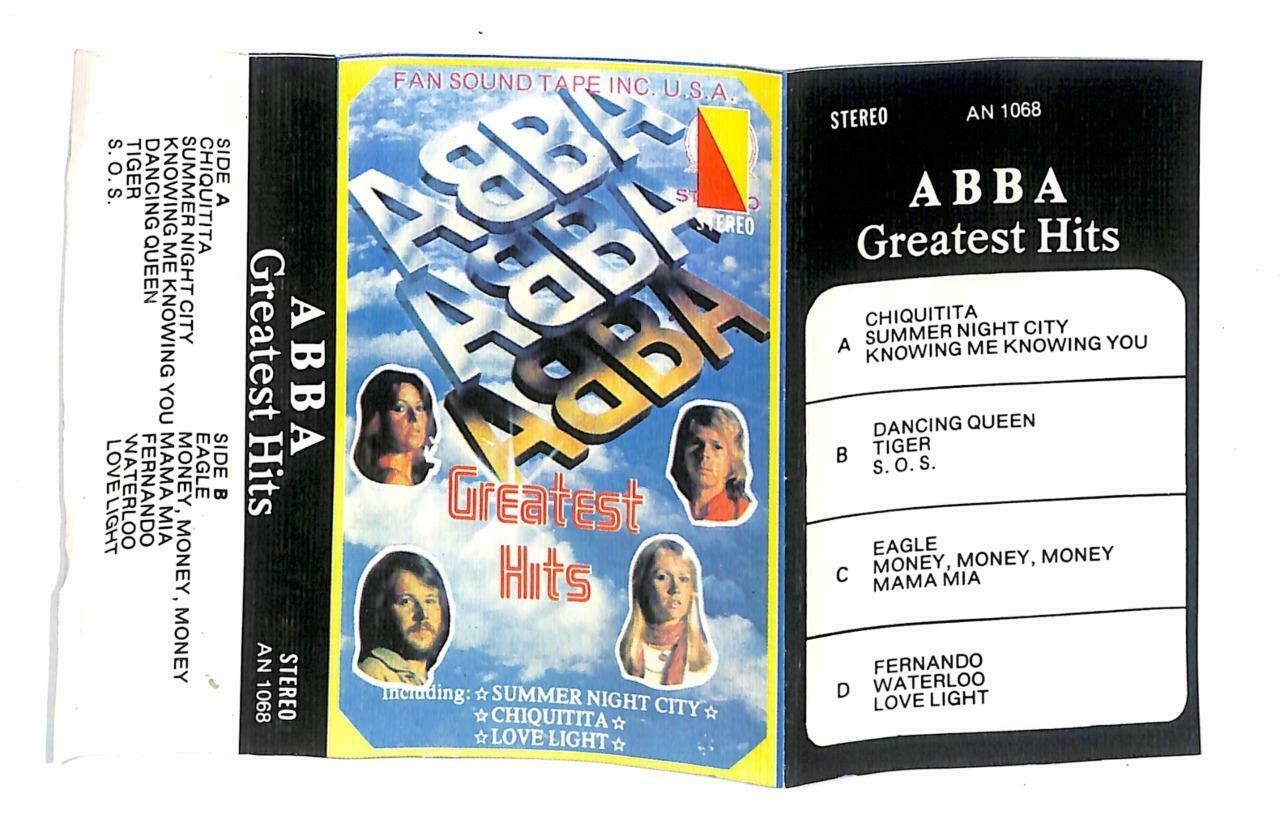 SIDE A
CHIQUITITA
SUMMER NIGHT CITY
KNOWING ME KNOWING YOU
DANCING QUEEN
TIGER
S. O. S.
SIDE B
EAGLE
MONEY, MONEY, MONEY
MAMA MIA
FERNANDO
WATERLOO
LOVE LIGHT
ABBA
Greatest Hits
STEREO
AN 1068
FAN SOUND TAPE INC. U.S.A.
ABBA
ABBA
ABBA
STEREO
Greatest
Hits
Including: ☆ SUMMER NIGHT CITY ☆
☆ CHIQUITITA ☆
☆ LOVE LIGHT ☆
STEREO AN 1068
ABBA
Greatest Hits
A
CHIQUITITA
SUMMER NIGHT CITY
KNOWING ME KNOWING YOU
B
DANCING QUEEN
TIGER
S. O. S.
C
EAGLE
MONEY, MONEY, MONEY
MAMA MIA
D
FERNANDO
WATERLOO
LOVE LIGHT